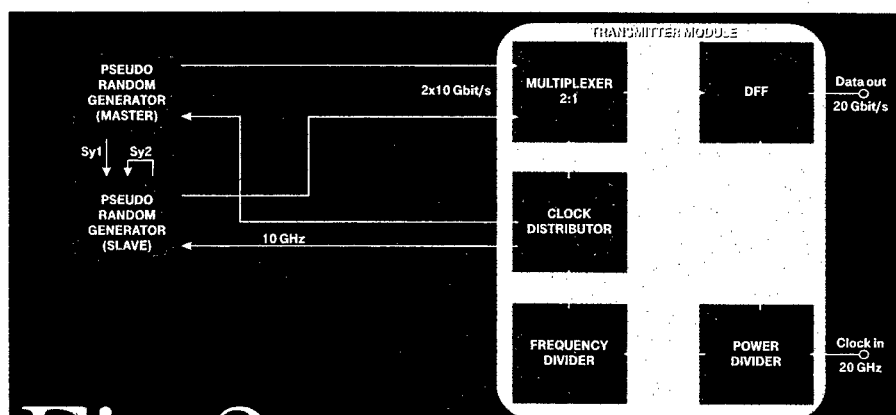 TRANSMITTER MODULE
PSEUDO
RANDOM
GENERATOR
(MASTER)
2x10 Gbit/s
MULTIPLEXER
2:1
DFF
Data out
20 Gbit/s
Sy1
Sy2
PSEUDO
RANDOM
GENERATOR
(SLAVE)
CLOCK
DISTRIBUTOR
10 GHz
FREQUENCY
DIVIDER
POWER
DIVIDER
Clock in
20 GHz